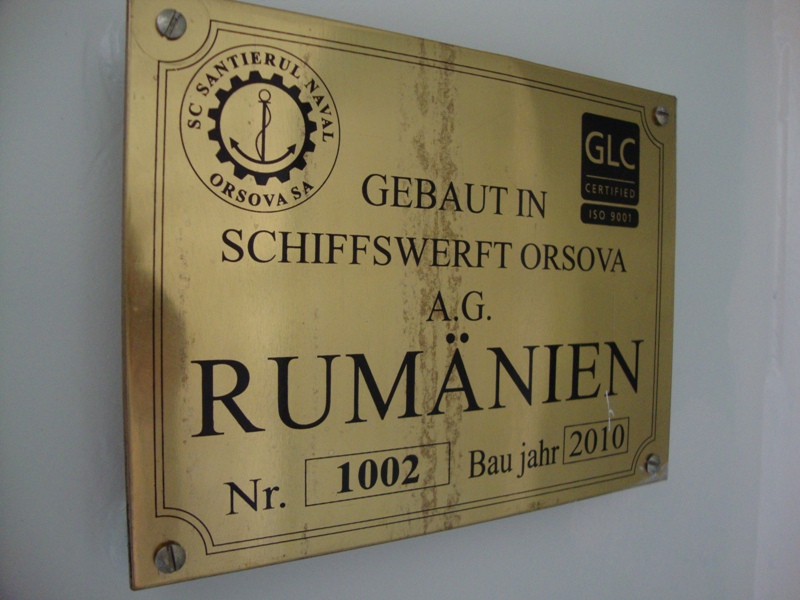 SC SANTIERUL NAVAL
ORSOVA SA
GLC
CERTIFIED
ISO 9001
GEBAUT IN
SCHIFFSWERFT ORSOVA
A.G.
RUMÄNIEN
Nr. 1002 Bau jahr 2010